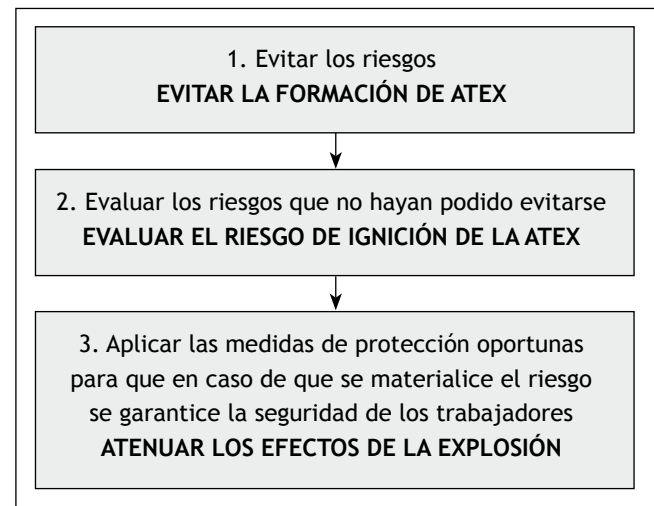 1. Evitar los riesgos
EVITAR LA FORMACIÓN DE ATEX
2. Evaluar los riesgos que no hayan podido evitarse
EVALUAR EL RIESGO DE IGNICIÓN DE LA ATEX
3. Aplicar las medidas de protección oportunas
para que en caso de que se materialice el riesgo
se garantice la seguridad de los trabajadores
ATENUAR LOS EFECTOS DE LA EXPLOSIÓN